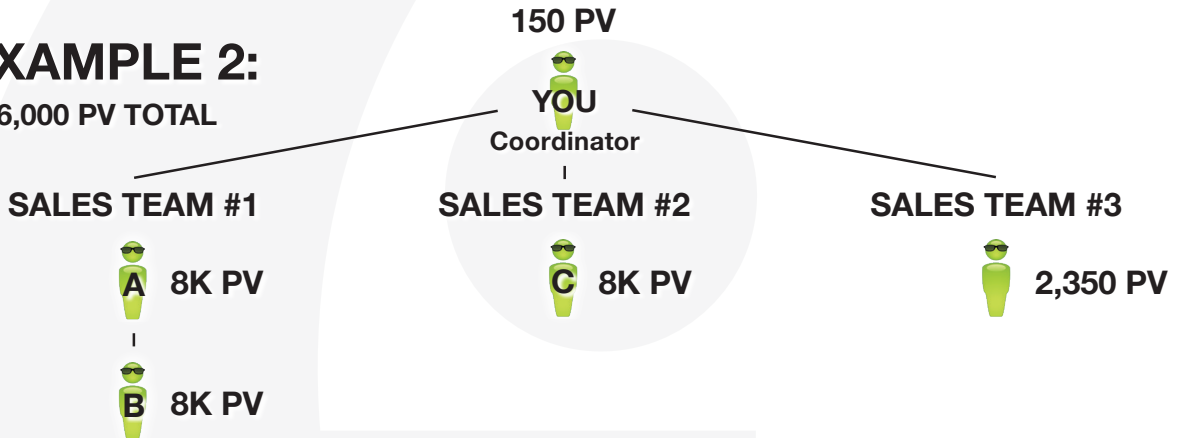 150 PV
XAMPLE 2:
6,000 PV TOTAL
YOU
Coordinator
SALES TEAM #1
SALES TEAM #2
SALES TEAM #3
A 8K PV
C 8K PV
2,350 PV
B 8K PV